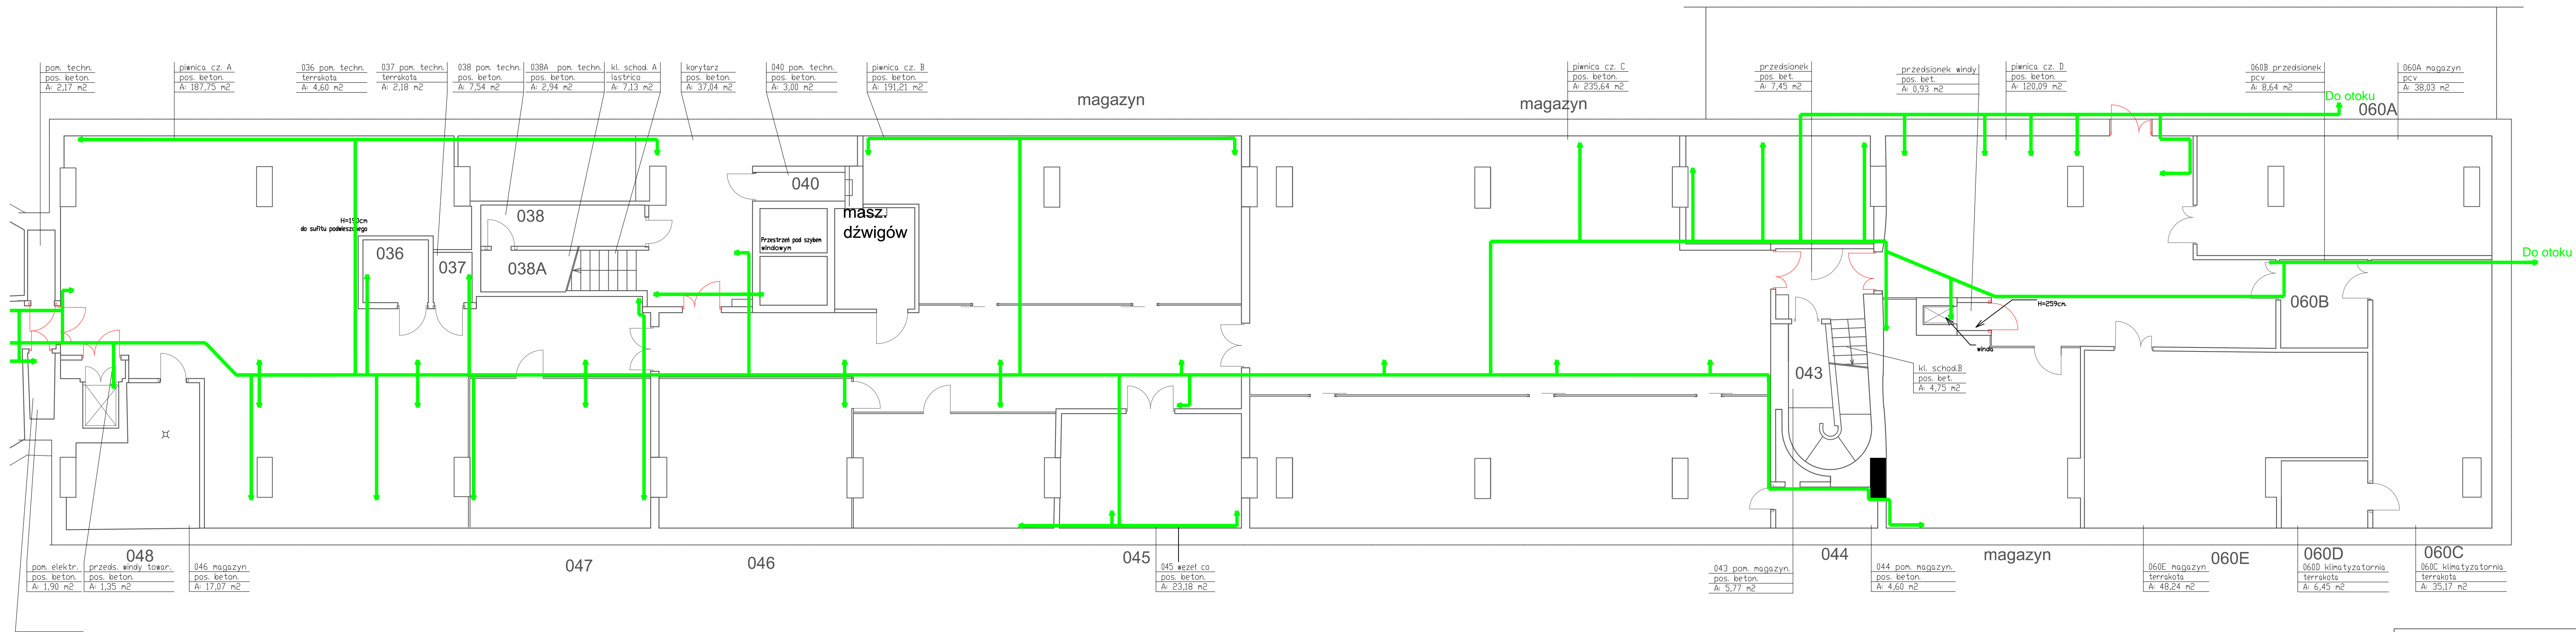 pom. techn.
pos. beton.
A: 2,17 m2
piwnica cz. A
pos. beton.
A: 187,75 m2
036 pom. techn.
terrakota
A: 4,60 m2
037 pom. techn.
terrakota
A: 2,18 m2
038 pom. techn.
pos. beton.
A: 7,54 m2
038A pom. techn.
pos. beton.
A: 2,94 m2
kl. schod. A
lastrico
A: 7,13 m2
korytarz
pos. beton.
A: 37,04 m2
040 pom. techn.
pos. beton.
A: 3,00 m2
piwnica cz. B
pos. beton.
A: 191,21 m2
magazyn
magazyn
piwnica cz. C
pos. beton.
A: 235,64 m2
przedsionek
pos. bet.
A: 7,45 m2
przedsionek windy
pos. bet.
A: 0,93 m2
piwnica cz. D
pos. beton.
A: 120,09 m2
060B przedsionek
pcv
A: 8,64 m2
060A magazyn
pcv
A: 38,03 m2
Do otoku
060A
040
038
masz.
dźwigów
H=190cm
do sufitu podwieszonego
Przestrzeń pod szybem
windowym
036
037
038A
Do otoku
060B
H=259cm.
winda
043
kl. schod.B
pos. bet.
A: 4,75 m2
048
047
046
045
044
magazyn
060E
060D
060C
pom. elektr.
pos. beton.
A: 1,90 m2
przeds. windy towar.
pos. beton.
A: 1,35 m2
046 magazyn
pos. beton.
A: 17,07 m2
045 węzeł co
pos. beton.
A: 23,18 m2
043 pom. magazyn.
pos. beton.
A: 5,77 m2
044 pom. magazyn.
pos. beton.
A: 4,60 m2
060E magazyn
terrakota
A: 48,24 m2
060D klimatyzatornia
terrakota
A: 6,45 m2
060C klimatyzatornia
terrakota
A: 35,17 m2